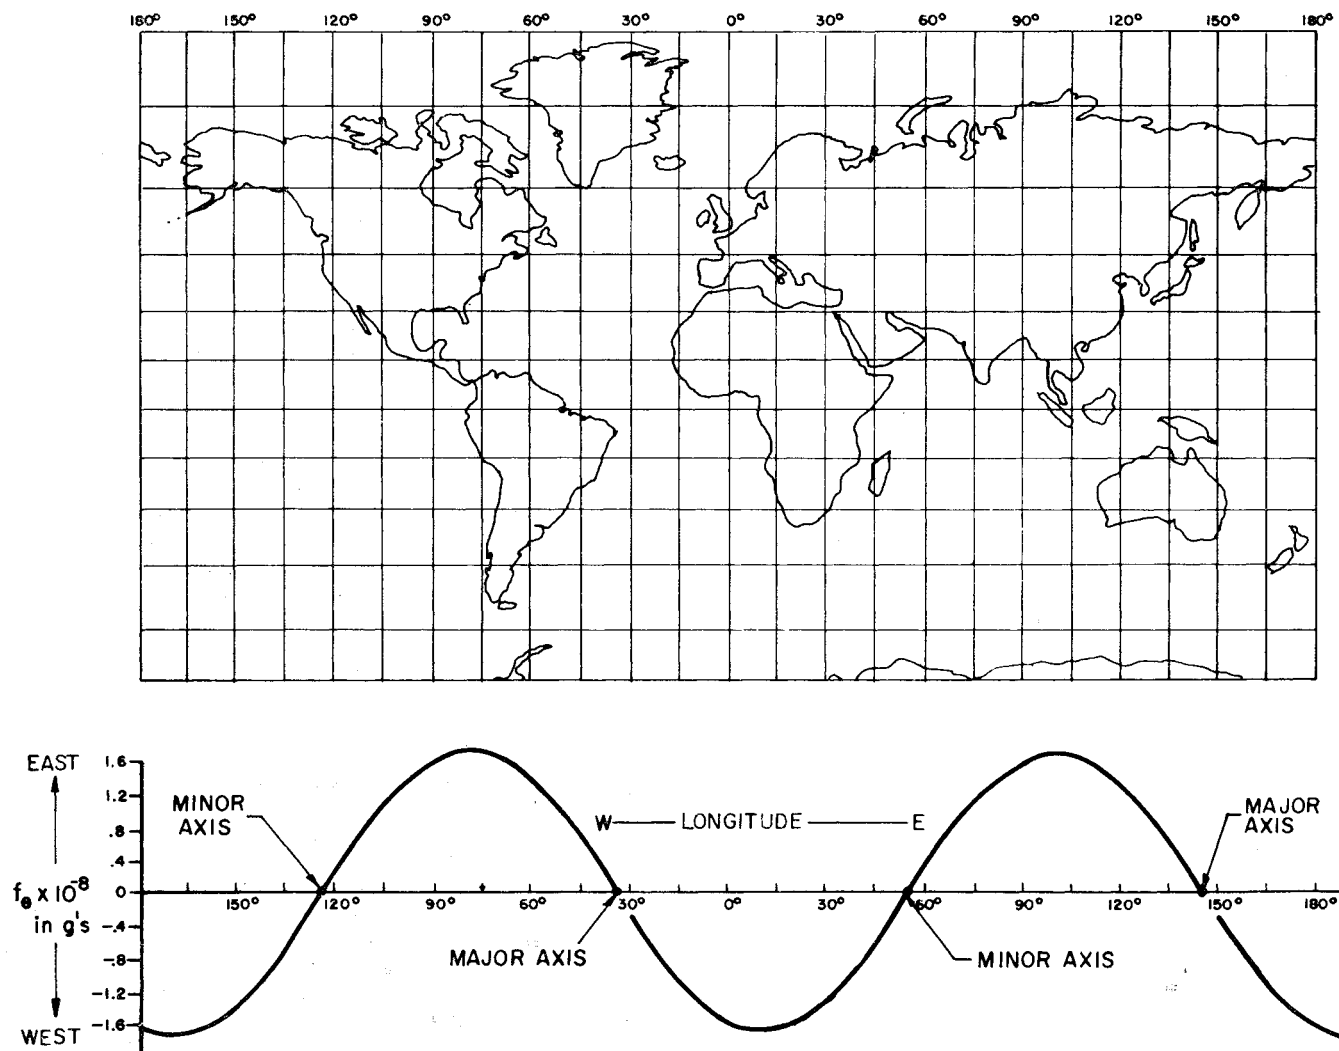 180° 150° 120° 90° 60° 30° 0° 30° 60° 90° 120° 150° 180°
EAST
1.6
1.2
.8
.4
0
-.4
-.8
-1.2
-1.6
fθ x 10-8
in g's
WEST
MINOR
AXIS
W LONGITUDE E
MAJOR
AXIS
150° 120° 90° 60° 30° 0° 30° 60° 90° 120° 150° 180°
MAJOR AXIS
MINOR AXIS